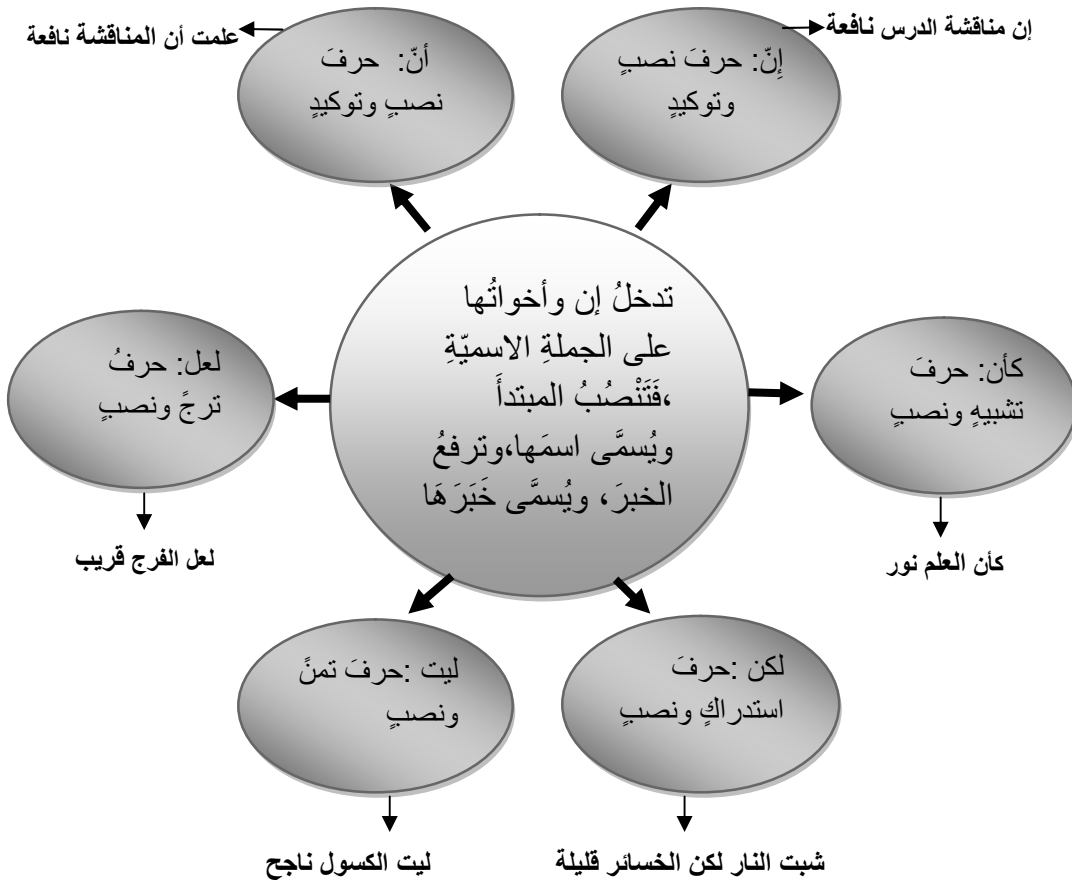 إن مناقشة الدرس نافعة
إِنّ: حرفَ نصبٍ
وتوكيدٍ
علمت أن المناقشة نافعة
أنّ: حرفَ
نصبٍ وتوكيدٍ
تدخلُ إن وأخواتُها
على الجملةِ الاسميّةِ
،فَتَنْصُبُ المبتدأَ
ويُسمَّى اسمَها،وترفعُ
الخبرَ، ويُسمَّى خَبَرَهَا
كأن: حرفَ
تشبيهٍ ونصبٍ
كأن العلم نور
لعل: حرفُ
ترجًّ ونصبٍ
لعل الفرج قريب
لكن :حرفَ
استدراكٍ ونصبٍ
شبت النار لكن الخسائر قليلة
ليت :حرفَ تمنًّ
ونصبٍ
ليت الكسول ناجح